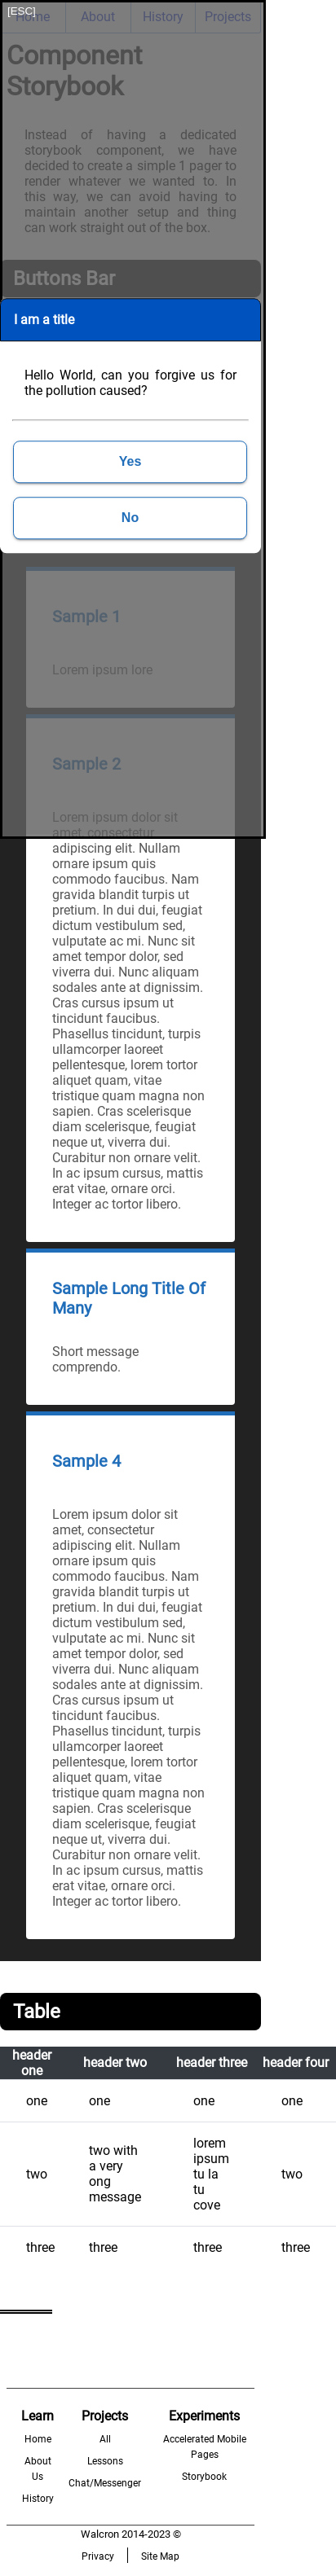 [ESC]
Home About History Projects
Component
Storybook
Instead of having a dedicated
storybook component, we have
decided to create a simple 1 pager to
render whatever we wanted to. In
this way, we can avoid having to
maintain another setup and thing
can work straight out of the box.
Buttons Bar
I am a title
Hello World, can you forgive us for
the pollution caused?
Yes
No
Sample 1
Lorem ipsum lore
Sample 2
Lorem ipsum dolor sit
amet, consectetur
adipiscing elit. Nullam
ornare ipsum quis
commodo faucibus. Nam
gravida blandit turpis ut
pretium. In dui dui, feugiat
dictum vestibulum sed,
vulputate ac mi. Nunc sit
amet tempor dolor, sed
viverra dui. Nunc aliquam
sodales ante at dignissim.
Cras cursus ipsum ut
tincidunt faucibus.
Phasellus tincidunt, turpis
ullamcorper laoreet
pellentesque, lorem tortor
aliquet quam, vitae
tristique quam magna non
sapien. Cras scelerisque
diam scelerisque, feugiat
neque ut, viverra dui.
Curabitur non ornare velit.
In ac ipsum cursus, mattis
erat vitae, ornare orci.
Integer ac tortor libero.
Sample Long Title Of
Many
Short message
comprendo.
Sample 4
Lorem ipsum dolor sit
amet, consectetur
adipiscing elit. Nullam
ornare ipsum quis
commodo faucibus. Nam
gravida blandit turpis ut
pretium. In dui dui, feugiat
dictum vestibulum sed,
vulputate ac mi. Nunc sit
amet tempor dolor, sed
viverra dui. Nunc aliquam
sodales ante at dignissim.
Cras cursus ipsum ut
tincidunt faucibus.
Phasellus tincidunt, turpis
ullamcorper laoreet
pellentesque, lorem tortor
aliquet quam, vitae
tristique quam magna non
sapien. Cras scelerisque
diam scelerisque, feugiat
neque ut, viverra dui.
Curabitur non ornare velit.
In ac ipsum cursus, mattis
erat vitae, ornare orci.
Integer ac tortor libero.
Table
header
one
header two
header three
header four
one one one one
two
two with
a very
ong
message
lorem
ipsum
tu la
tu
cove
two
three three three three
Learn
Home
About
Us
History
Projects
All
Lessons
Chat/Messenger
Experiments
Accelerated Mobile
Pages
Storybook
Walcron 2014-2023 ©
Privacy Site Map